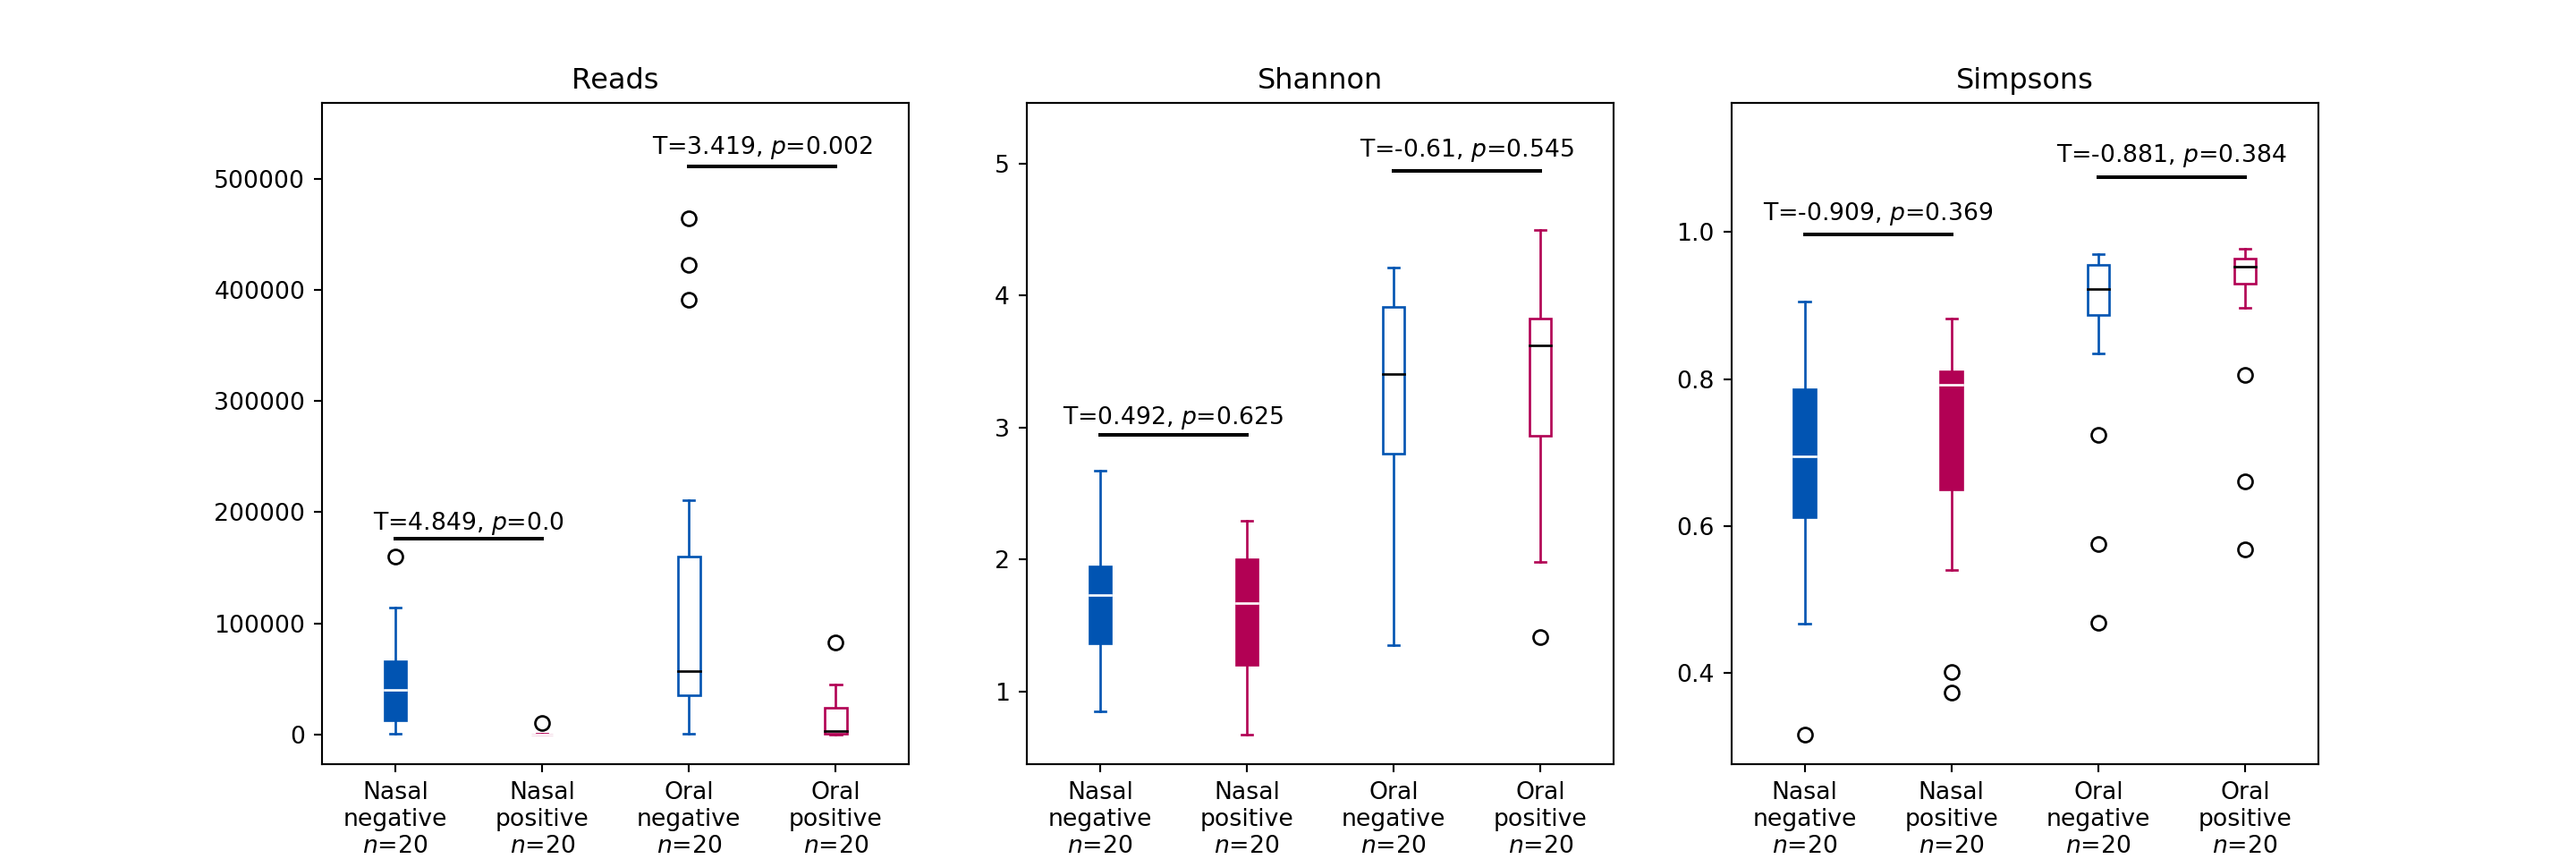 Reads
T=3.419, p=0.002
T=4.849, p=0.0
500000
400000
300000
200000
100000
0
Nasal
negative
n=20
Nasal
positive
n=20
Oral
negative
n=20
Oral
positive
n=20
Shannon
T=-0.61, p=0.545
T=0.492, p=0.625
5
4
3
2
1
Nasal
negative
n=20
Nasal
positive
n=20
Oral
negative
n=20
Oral
positive
n=20
Simpsons
T=-0.881, p=0.384
T=-0.909, p=0.369
1.0
0.8
0.6
0.4
Nasal
negative
n=20
Nasal
positive
n=20
Oral
negative
n=20
Oral
positive
n=20